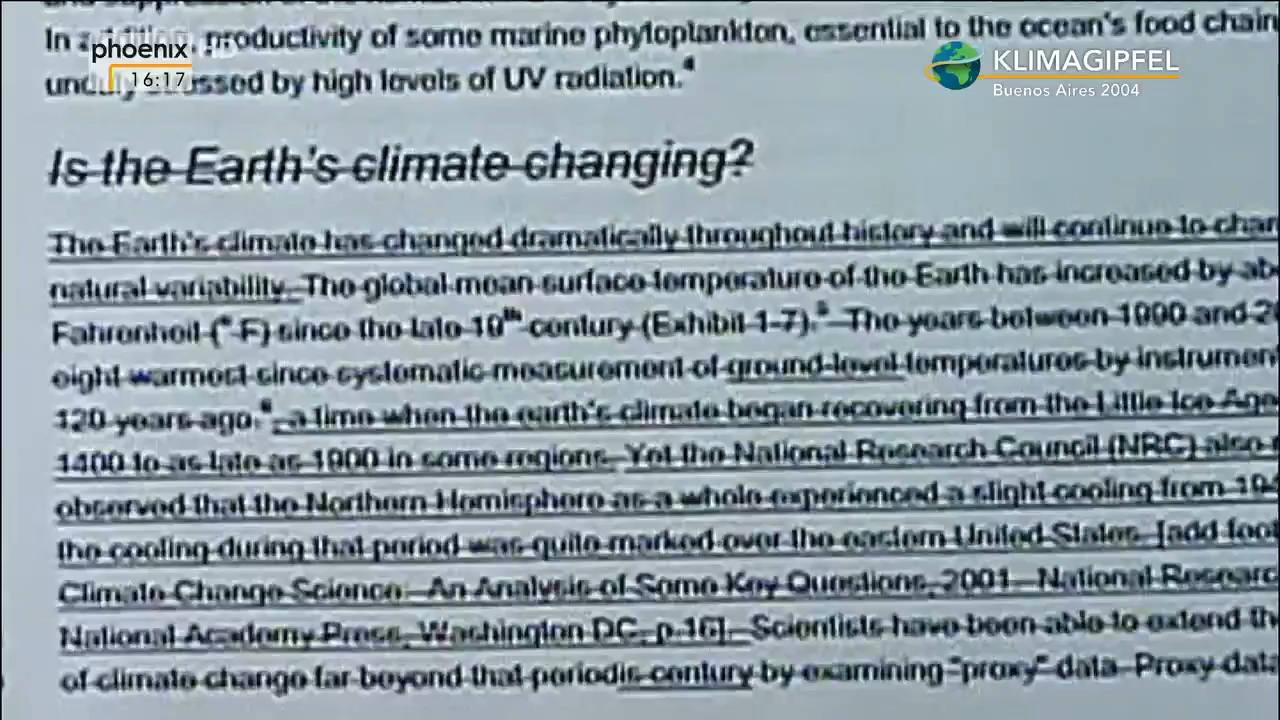 In productivity of some marine phytoplankton, essential to the ocean's food chain
stressed by high levels of UV radiation.4
phoenix HD
16:17
KLIMAGIPFEL
Buenos Aires 2004
Is the Earth's climate changing?
The Earth's climate has changed dramatically throughout history and will continue to
natural variability. The global mean surface temperature of the Earth has increased by
Fahrenheit (°F) since the late 19th century (Exhibit 1-7).5 The years between 1990 and
eight warmest since systematic measurement of ground-level temperatures by
120 years ago.6, a time when the earth's climate began recovering from the Little Ice Age
1400 to as late as 1900 in some regions. Yet the National Research Council (NRC) also
observed that the Northern Hemisphere as a whole experienced a slight cooling from
the cooling during that period was quite marked over the eastern United States. [add
Climate Change Science: An Analysis of Some Key Questions, 2001. National
National Academy Press, Washington DC, p.16]. Scientists have been able to extend
of climate change far beyond that periodis century by examining "proxy" data. Proxy